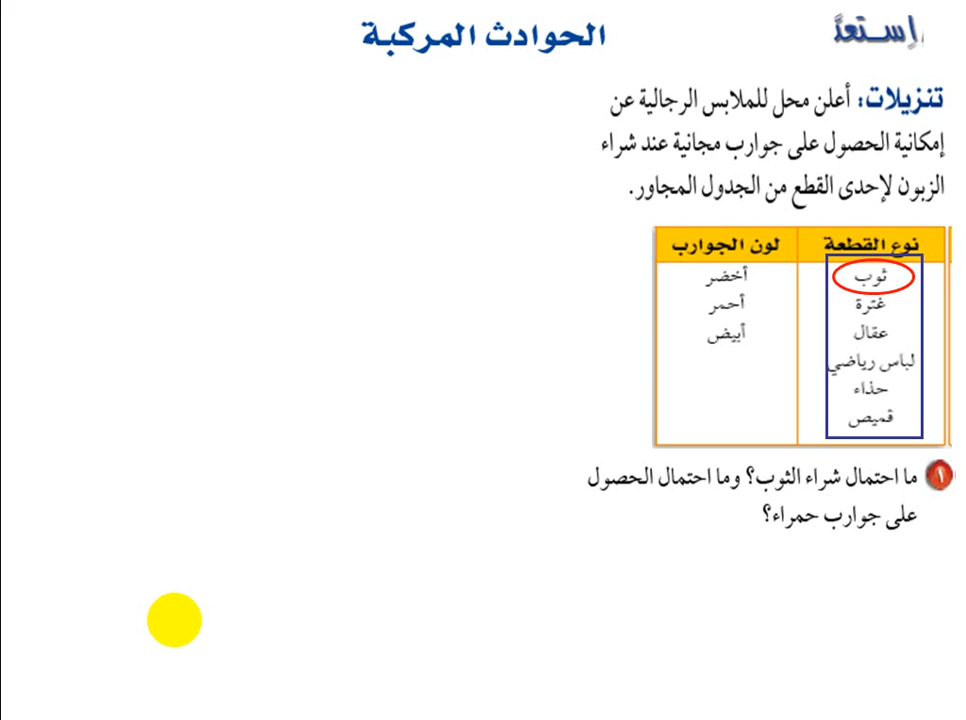 إستعدَّ
الحوادث المركبة
تنزيلات: أعلن محل للملابس الرجالية عن
إمكانية الحصول على جوارب مجانية عند شراء
الزبون لإحدى القطع من الجدول المجاور.
نوع القطعة لون الجوارب
ثوب أخضر
غترة أحمر
عقال أبيض
لباس رياضي
حذاء
قميص
١ ما احتمال شراء الثوب؟ وما احتمال الحصول
على جوارب حمراء؟